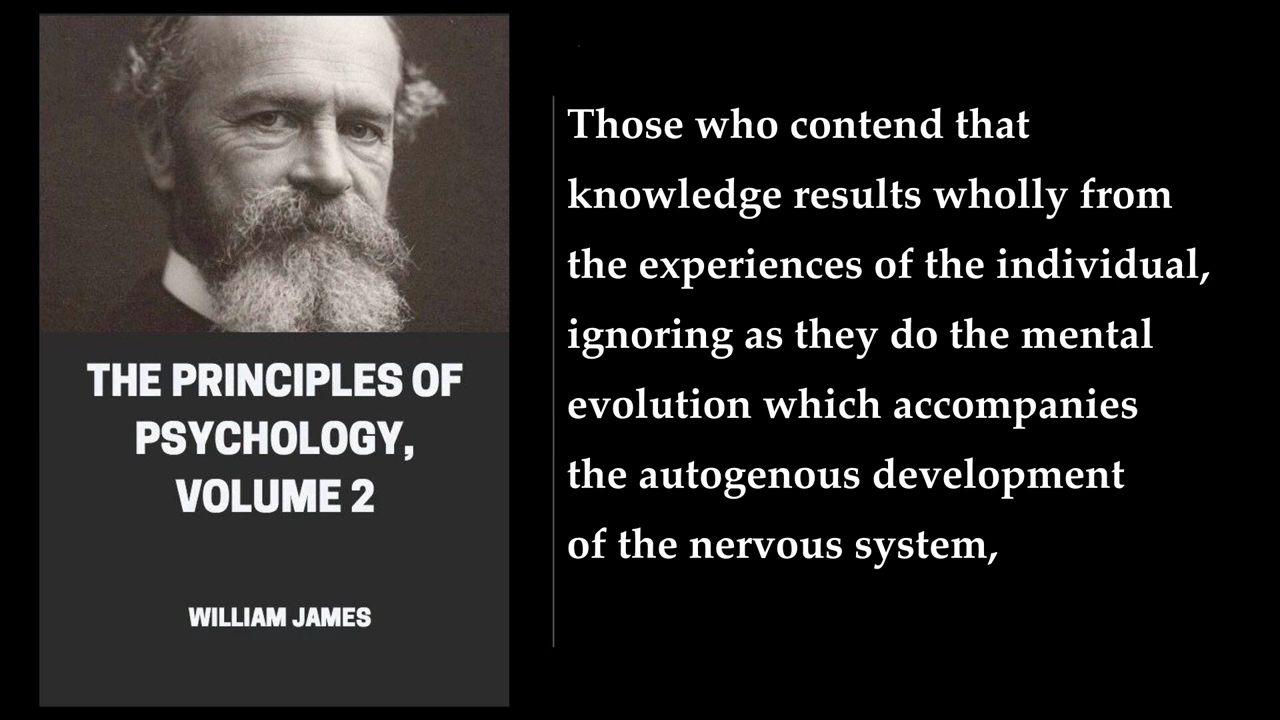 THE PRINCIPLES OF
PSYCHOLOGY,
VOLUME 2
WILLIAM JAMES
Those who contend that
knowledge results wholly from
the experiences of the individual,
ignoring as they do the mental
evolution which accompanies
the autogenous development
of the nervous system,